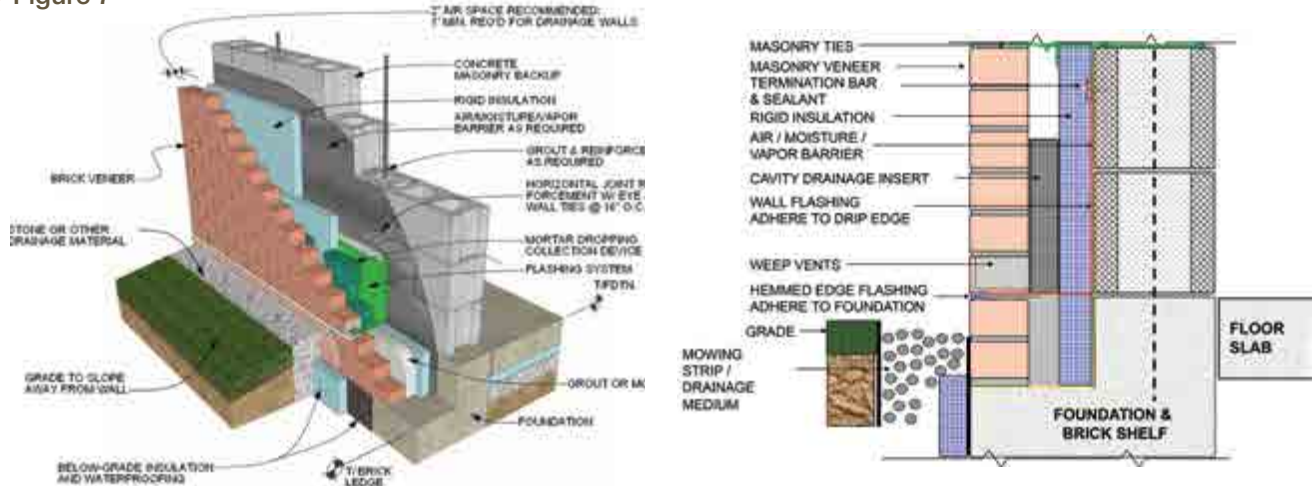 Figure 7
2" AIR SPACE RECOMMENDED:
1" MIN. REQ'D FOR DRAINAGE WALLS
CONCRETE
MASONRY BACKUP
RIGID INSULATION
AIR/MOISTURE/VAPOR
BARRIER AS REQUIRED
GROUT & REINFORCE
AS REQUIRED
HORIZONTAL JOINT R
FORCEMENT W/ EYE
WALL TIES @ 16" O.C.
MORTAR DROPPING
COLLECTION DEVICE
FLASHING SYSTEM
T/FDTN.
GROUT OR MO
FOUNDATION
T/BRICK
LEDGE
BRICK VENEER
STONE OR OTHER
DRAINAGE MATERIAL
GRADE TO SLOPE
AWAY FROM WALL
BELOW-GRADE INSULATION
AND WATERPROOFING
MASONRY TIES
MASONRY VENEER
TERMINATION BAR
& SEALANT
RIGID INSULATION
AIR / MOISTURE /
VAPOR BARRIER
CAVITY DRAINAGE INSERT
WALL FLASHING
ADHERE TO DRIP EDGE
WEEP VENTS
HEMMED EDGE FLASHING
ADHERE TO FOUNDATION
GRADE
MOWING
STRIP /
DRAINAGE
MEDIUM
FLOOR
SLAB
FOUNDATION &
BRICK SHELF